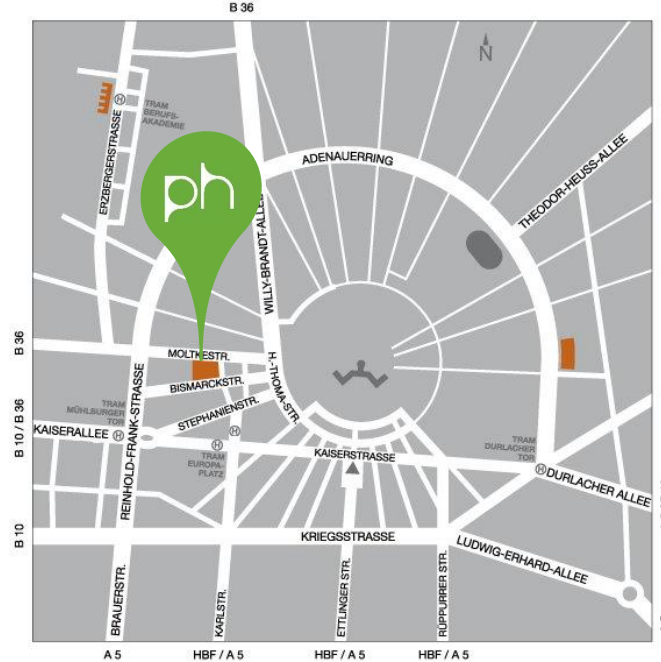 B 36
N
TRAM
BERUFS-
AKADEMIE
ERZBERGERSTRASSE
ADENAUERRING
THEODOR-HEUSS-ALLEE
ph
WILLY-BRANDT-ALLEE
B 36
MOLTKESTR.
BISMARCKSTR.
H.-THOMA-STR.
STEPHANIENSTR.
REINHOLD-FRANK-STRASSE
TRAM
MÜHLBURGER
TOR
B 10 / B 36
KAISERALLEE
TRAM
EUROPA-
PLATZ
KAISERSTRASSE
TRAM
DURLACHER
TOR
DURLACHER ALLEE
B 10
KRIEGSSTRASSE
LUDWIG-ERHARD-ALLEE
BRAUERSTR.
KARLSTR.
ETTLINGER STR.
RÜPPURRER STR.
A 5
HBF / A 5
HBF / A 5
HBF / A 5
H
H
H
H
H